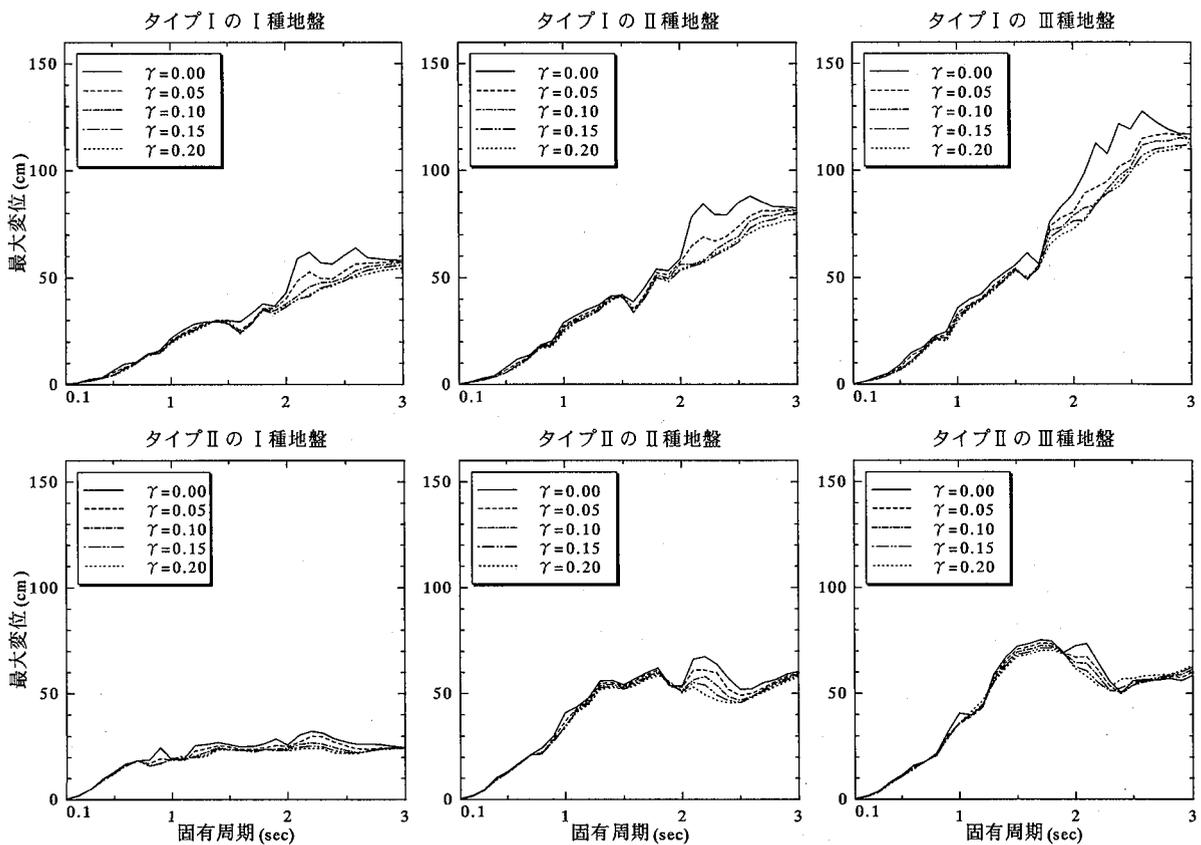 タイプⅠの Ⅰ種地盤
γ=0.00
γ=0.05
γ=0.10
γ=0.15
γ=0.20
150
100
50
0
最大変位(cm)
0.1 1 2 3
タイプⅠの Ⅱ種地盤
γ=0.00
γ=0.05
γ=0.10
γ=0.15
γ=0.20
150
100
50
0
0.1 1 2 3
タイプⅠの Ⅲ種地盤
γ=0.00
γ=0.05
γ=0.10
γ=0.15
γ=0.20
150
100
50
0
0.1 1 2 3
タイプⅡの Ⅰ種地盤
γ=0.00
γ=0.05
γ=0.10
γ=0.15
γ=0.20
150
100
50
0
最大変位(cm)
0.1 1 2 3
固有周期(sec)
タイプⅡの Ⅱ種地盤
γ=0.00
γ=0.05
γ=0.10
γ=0.15
γ=0.20
150
100
50
0
0.1 1 2 3
固有周期(sec)
タイプⅡの Ⅲ種地盤
γ=0.00
γ=0.05
γ=0.10
γ=0.15
γ=0.20
150
100
50
0
0.1 1 2 3
固有周期(sec)